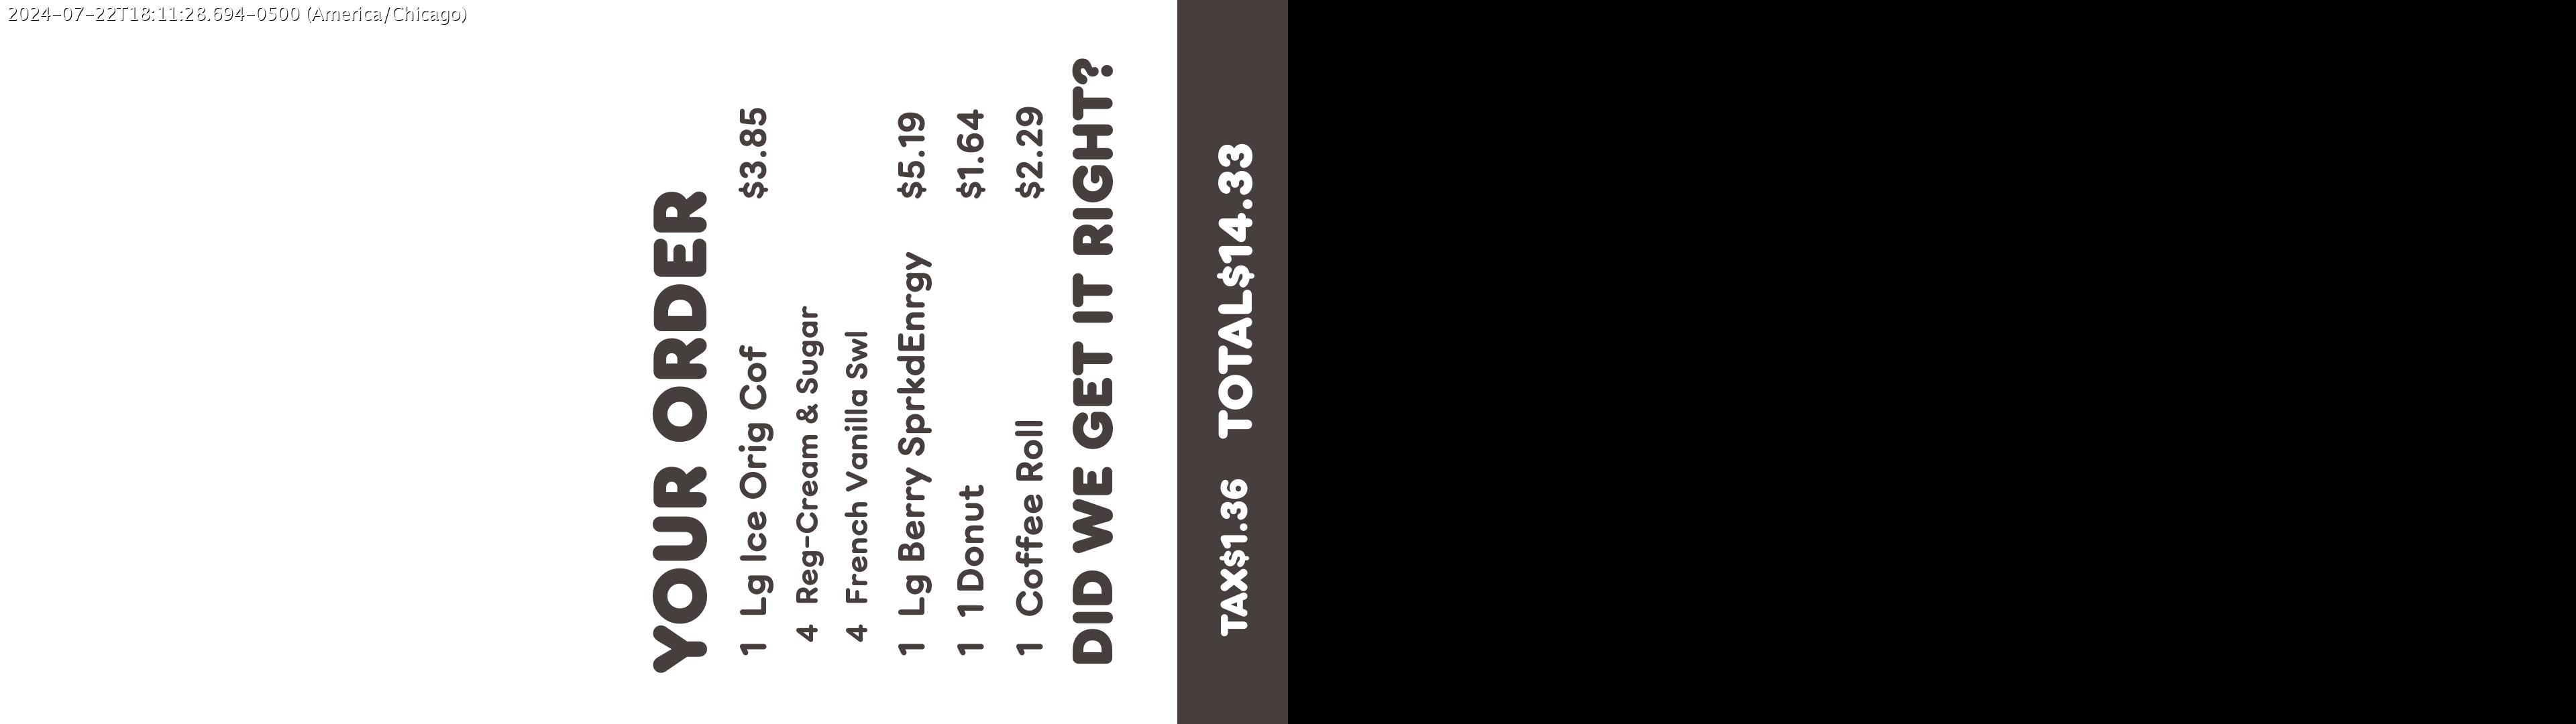 2024-07-22T18:11:28.694-0500 (America/Chicago)
YOUR ORDER
1 Lg Ice Orig Cof $3.85
4 Reg-Cream & Sugar
4 French Vanilla Swl
1 Lg Berry SprkdEnrgy $5.19
1 1 Donut $1.64
1 Coffee Roll $2.29
DID WE GET IT RIGHT?
TAX$1.36 TOTAL$14.33